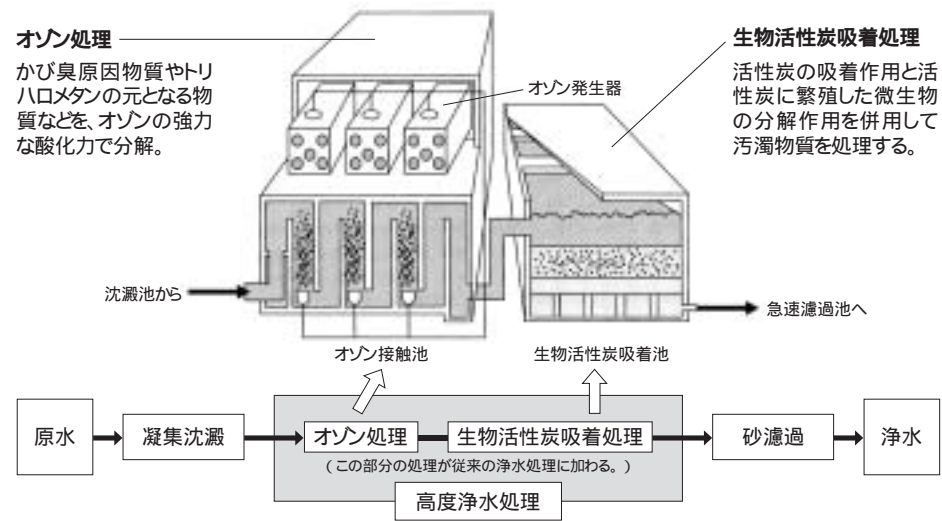 オゾン処理
かび臭原因物質やトリ
ハロメタンの元となる物
質などを、オゾンの強力
な酸化力で分解。
オゾン発生器
生物活性炭吸着処理
活性炭の吸着作用と活
性炭に繁殖した微生物
の分解作用を併用して
汚濁物質を処理する。
沈澱池から
急速濾過池へ
オゾン接触池
生物活性炭吸着池
原水
凝集沈澱
オゾン処理
生物活性炭吸着処理
砂濾過
浄水
(この部分の処理が従来の浄水処理に加わる。)
高度浄水処理